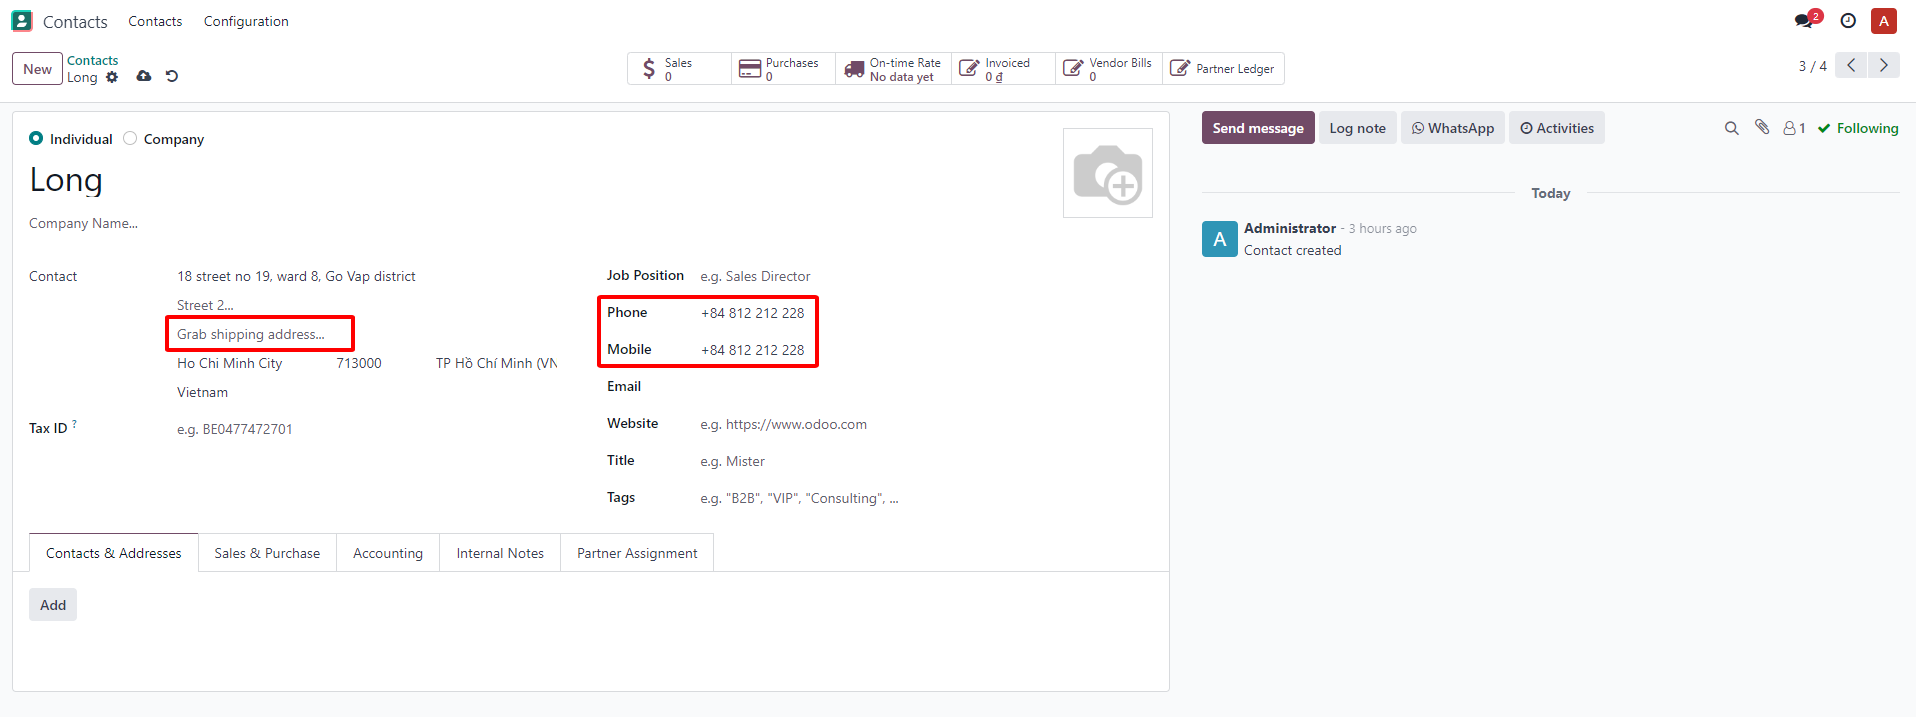 Contacts Contacts Configuration 2 A
New Contacts
Long
$ Sales 0
Purchases 0
On-time Rate No data yet
Invoiced 0 ₫
Vendor Bills 0
Partner Ledger
3 / 4
Individual Company
Long
Company Name...
Contact 18 street no 19, ward 8, Go Vap district
Street 2...
Grab shipping address...
Ho Chi Minh City 713000 TP Hồ Chí Minh (VN
Vietnam
Tax ID ? e.g. BE0477472701
Job Position e.g. Sales Director
Phone +84 812 212 228
Mobile +84 812 212 228
Email
Website e.g. https://www.odoo.com
Title e.g. Mister
Tags e.g. "B2B", "VIP", "Consulting", ...
Contacts & Addresses Sales & Purchase Accounting Internal Notes Partner Assignment
Add
Send message Log note WhatsApp Activities 1 Following
Today
A Administrator - 3 hours ago
Contact created